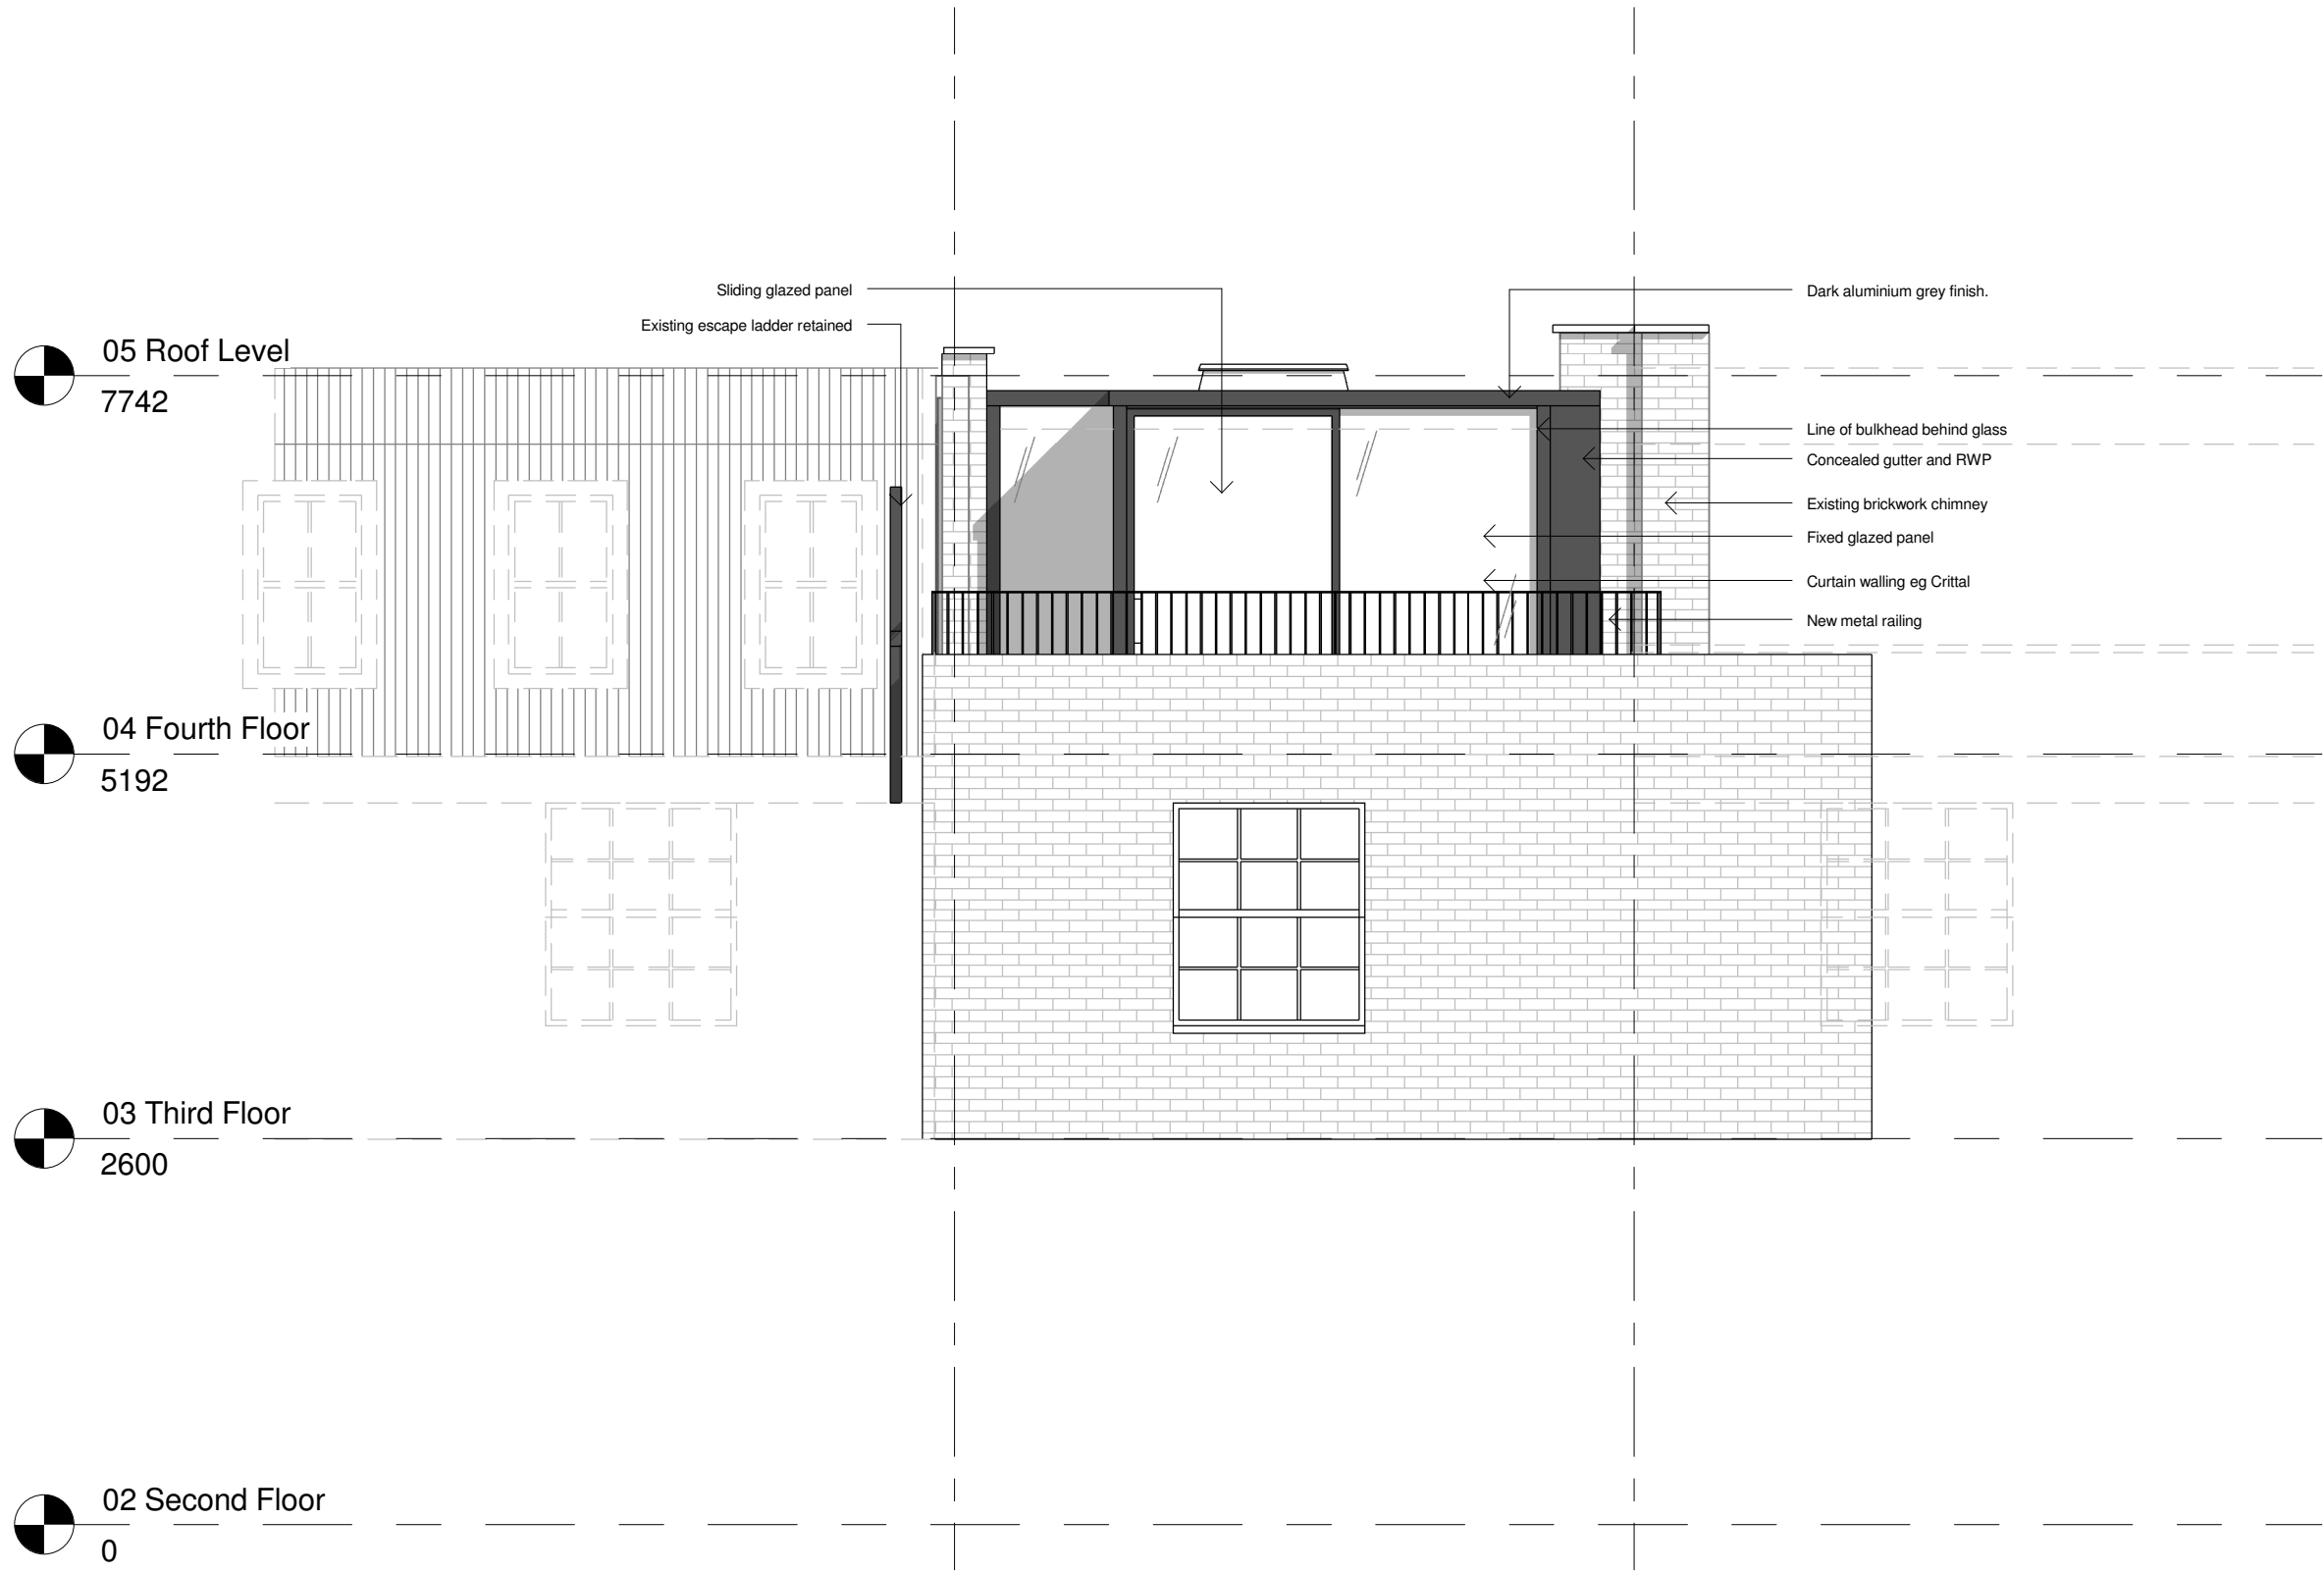 Sliding glazed panel
Dark aluminium grey finish.
Existing escape ladder retained
05 Roof Level
7742
Line of bulkhead behind glass
Concealed gutter and RWP
Existing brickwork chimney
Fixed glazed panel
Curtain walling eg Crittal
New metal railing
04 Fourth Floor
5192
03 Third Floor
2600
02 Second Floor
0